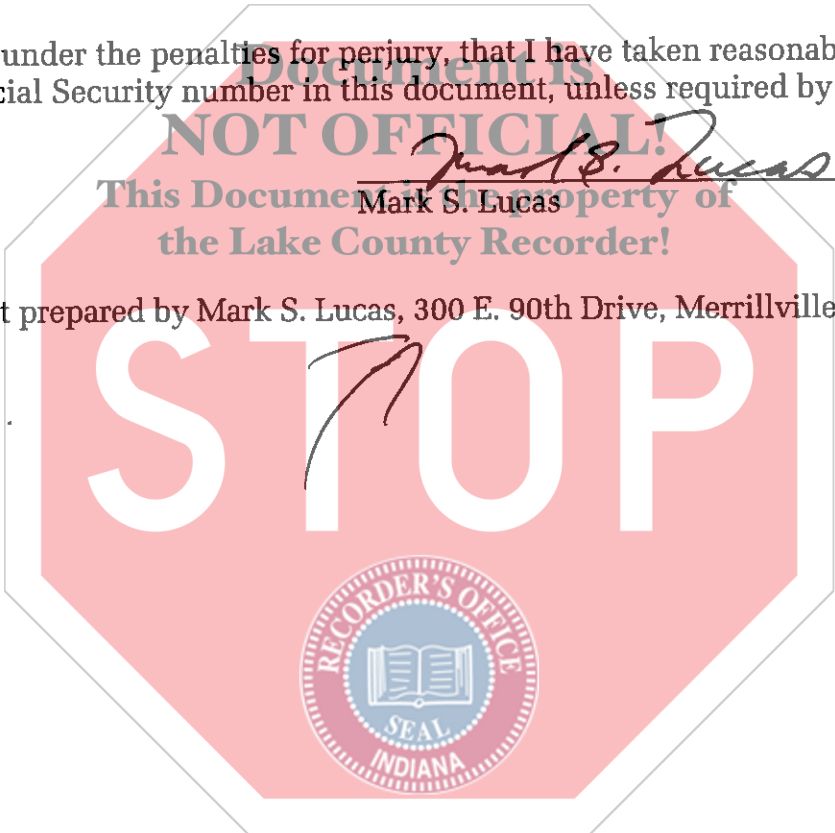 under the penalties for perjury, that I have taken reasonab
cial Security number in this document, unless required by
Document is
NOT OFFICIAL!
This Document is the property of
the Lake County Recorder!
Mark S. Lucas
Mark S. Lucas
t prepared by Mark S. Lucas, 300 E. 90th Drive, Merrillville
STOP
RECORDER'S OFFICE
SEAL
INDIANA